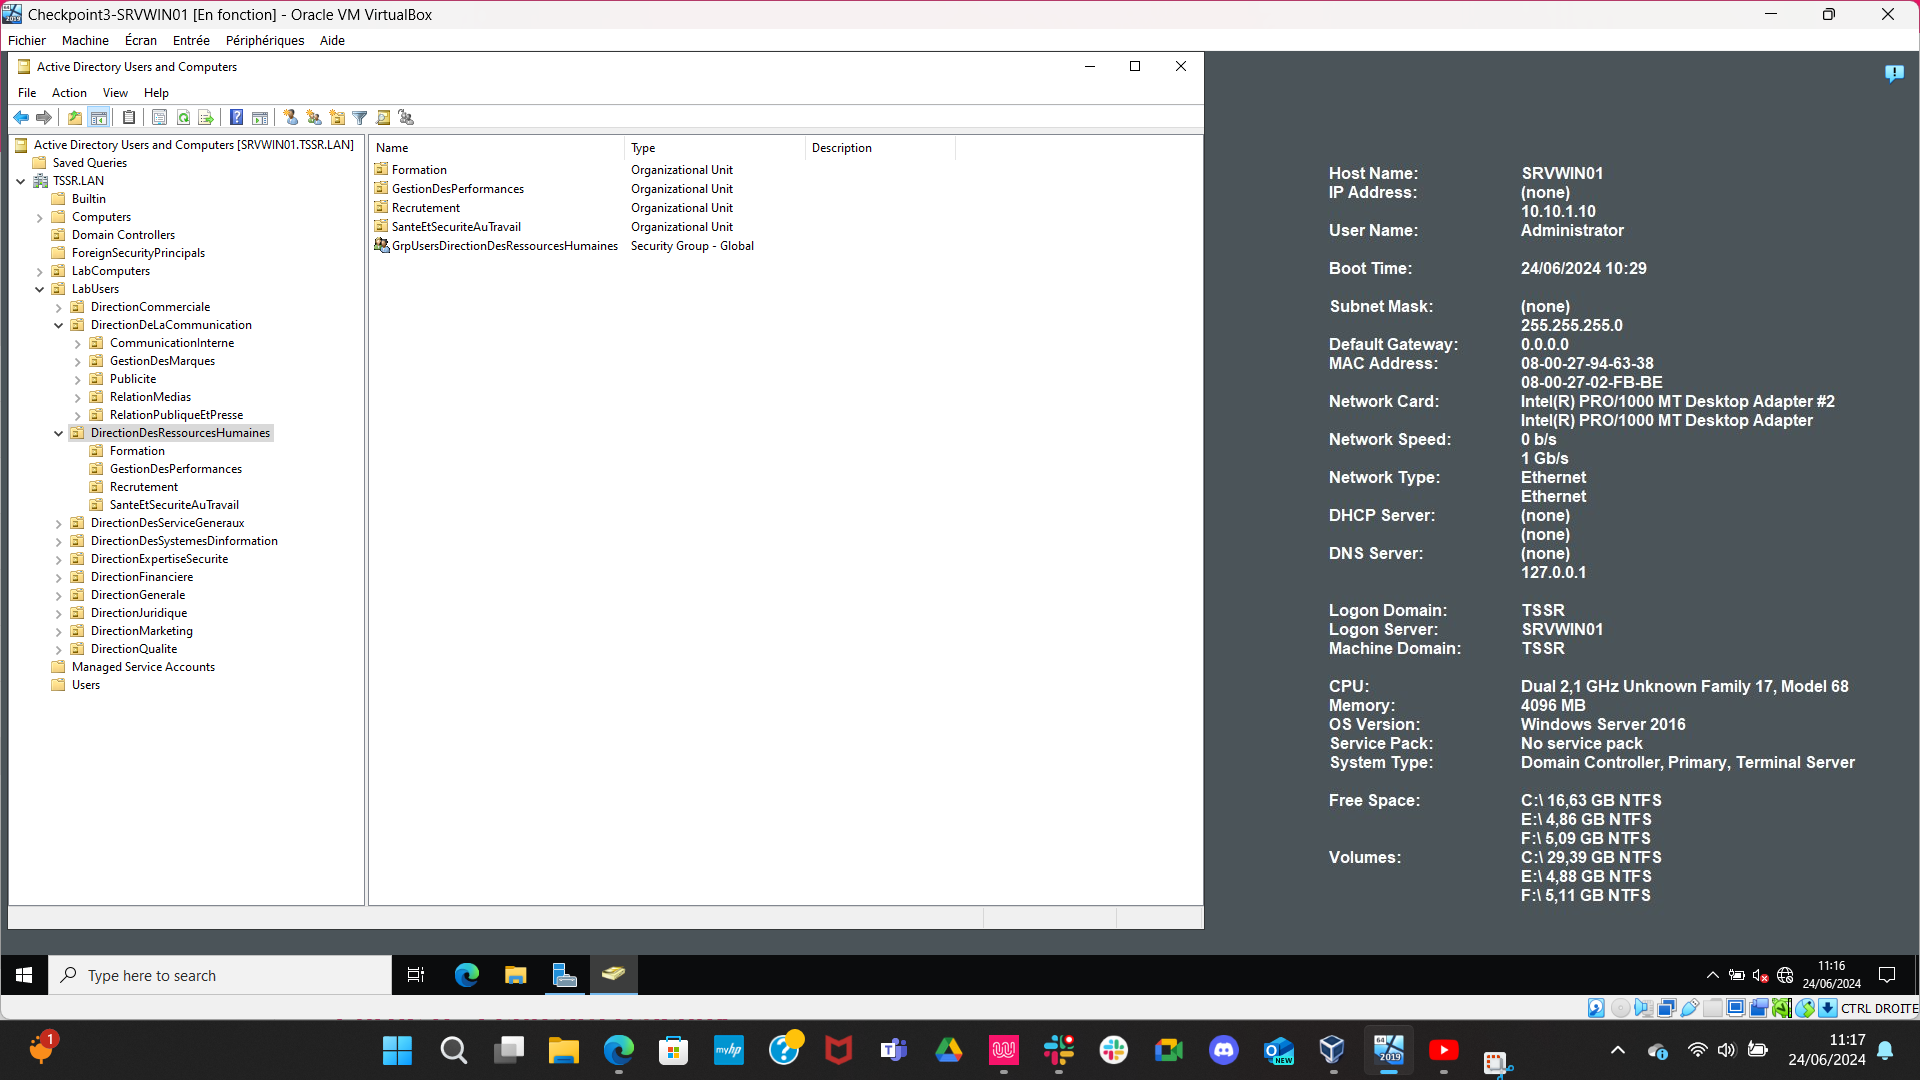 Checkpoint3-SRVWIN01 [En fonction] - Oracle VM VirtualBox
Fichier Machine Écran Entrée Périphériques Aide
Active Directory Users and Computers
File Action View Help
Active Directory Users and Computers [SRVWIN01.TSSR.LAN]
Saved Queries
TSSR.LAN
Builtin
Computers
Domain Controllers
ForeignSecurityPrincipals
LabComputers
LabUsers
DirectionCommerciale
DirectionDeLaCommunication
CommunicationInterne
GestionDesMarques
Publicite
RelationMedias
RelationPubliqueEtPresse
DirectionDesRessourcesHumaines
Formation
GestionDesPerformances
Recrutement
SanteEtSecuriteAuTravail
DirectionDesServiceGeneraux
DirectionDesSystemesDinformation
DirectionExpertiseSecurite
DirectionFinanciere
DirectionGenerale
DirectionJuridique
DirectionMarketing
DirectionQualite
Managed Service Accounts
Users
Name Type Description
Formation Organizational Unit
GestionDesPerformances Organizational Unit
Recrutement Organizational Unit
SanteEtSecuriteAuTravail Organizational Unit
GrpUsersDirectionDesRessourcesHumaines Security Group - Global
Host Name: SRVWIN01
IP Address: (none)
10.10.1.10
User Name: Administrator
Boot Time: 24/06/2024 10:29
Subnet Mask: (none)
255.255.255.0
Default Gateway: 0.0.0.0
MAC Address: 08-00-27-94-63-38
08-00-27-02-FB-BE
Network Card: Intel(R) PRO/1000 MT Desktop Adapter #2
Intel(R) PRO/1000 MT Desktop Adapter
Network Speed: 0 b/s
1 Gb/s
Network Type: Ethernet
Ethernet
DHCP Server: (none)
(none)
DNS Server: (none)
127.0.0.1
Logon Domain: TSSR
Logon Server: SRVWIN01
Machine Domain: TSSR
CPU: Dual 2,1 GHz Unknown Family 17, Model 68
Memory: 4096 MB
OS Version: Windows Server 2016
Service Pack: No service pack
System Type: Domain Controller, Primary, Terminal Server
Free Space: C:\ 16,63 GB NTFS
E:\ 4,86 GB NTFS
F:\ 5,09 GB NTFS
Volumes: C:\ 29,39 GB NTFS
E:\ 4,88 GB NTFS
F:\ 5,11 GB NTFS
Type here to search
11:16
24/06/2024
CTRL DROITE
1
myhp
NEW
64
2019
11:17
24/06/2024